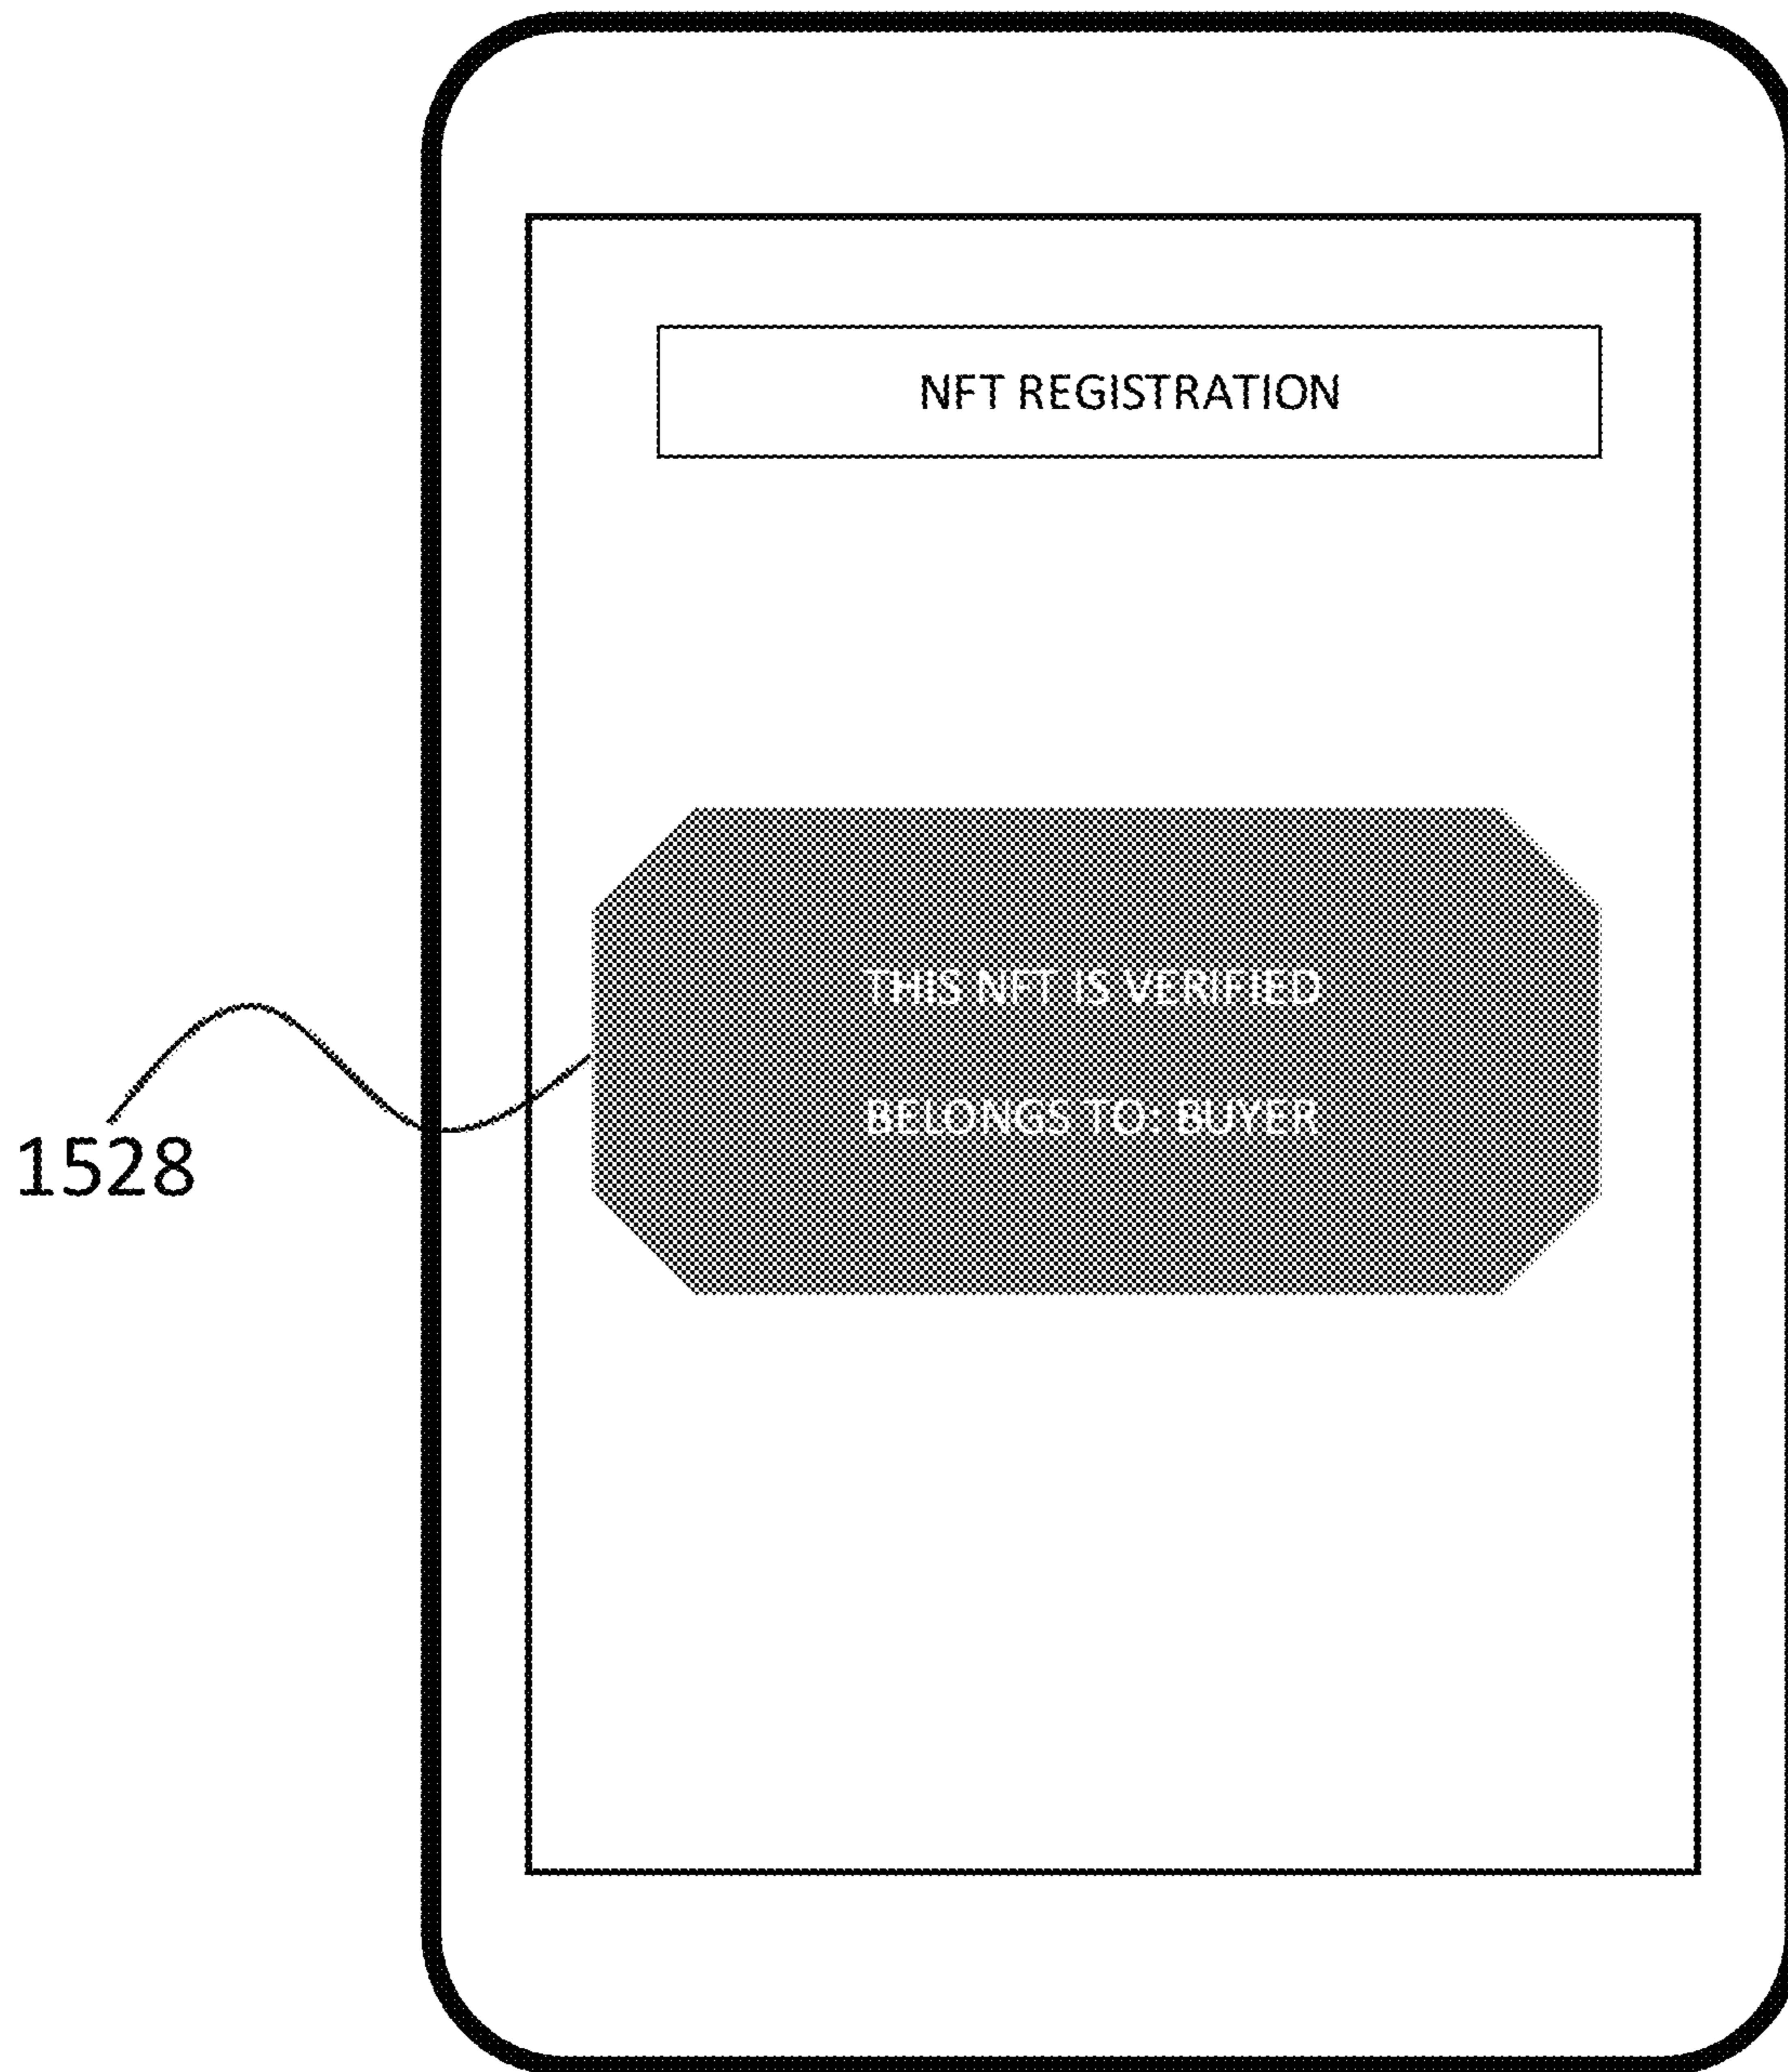 NFT REGISTRATION
THIS NFT IS VERIFIED
BELONGS TO: BUYER
1528